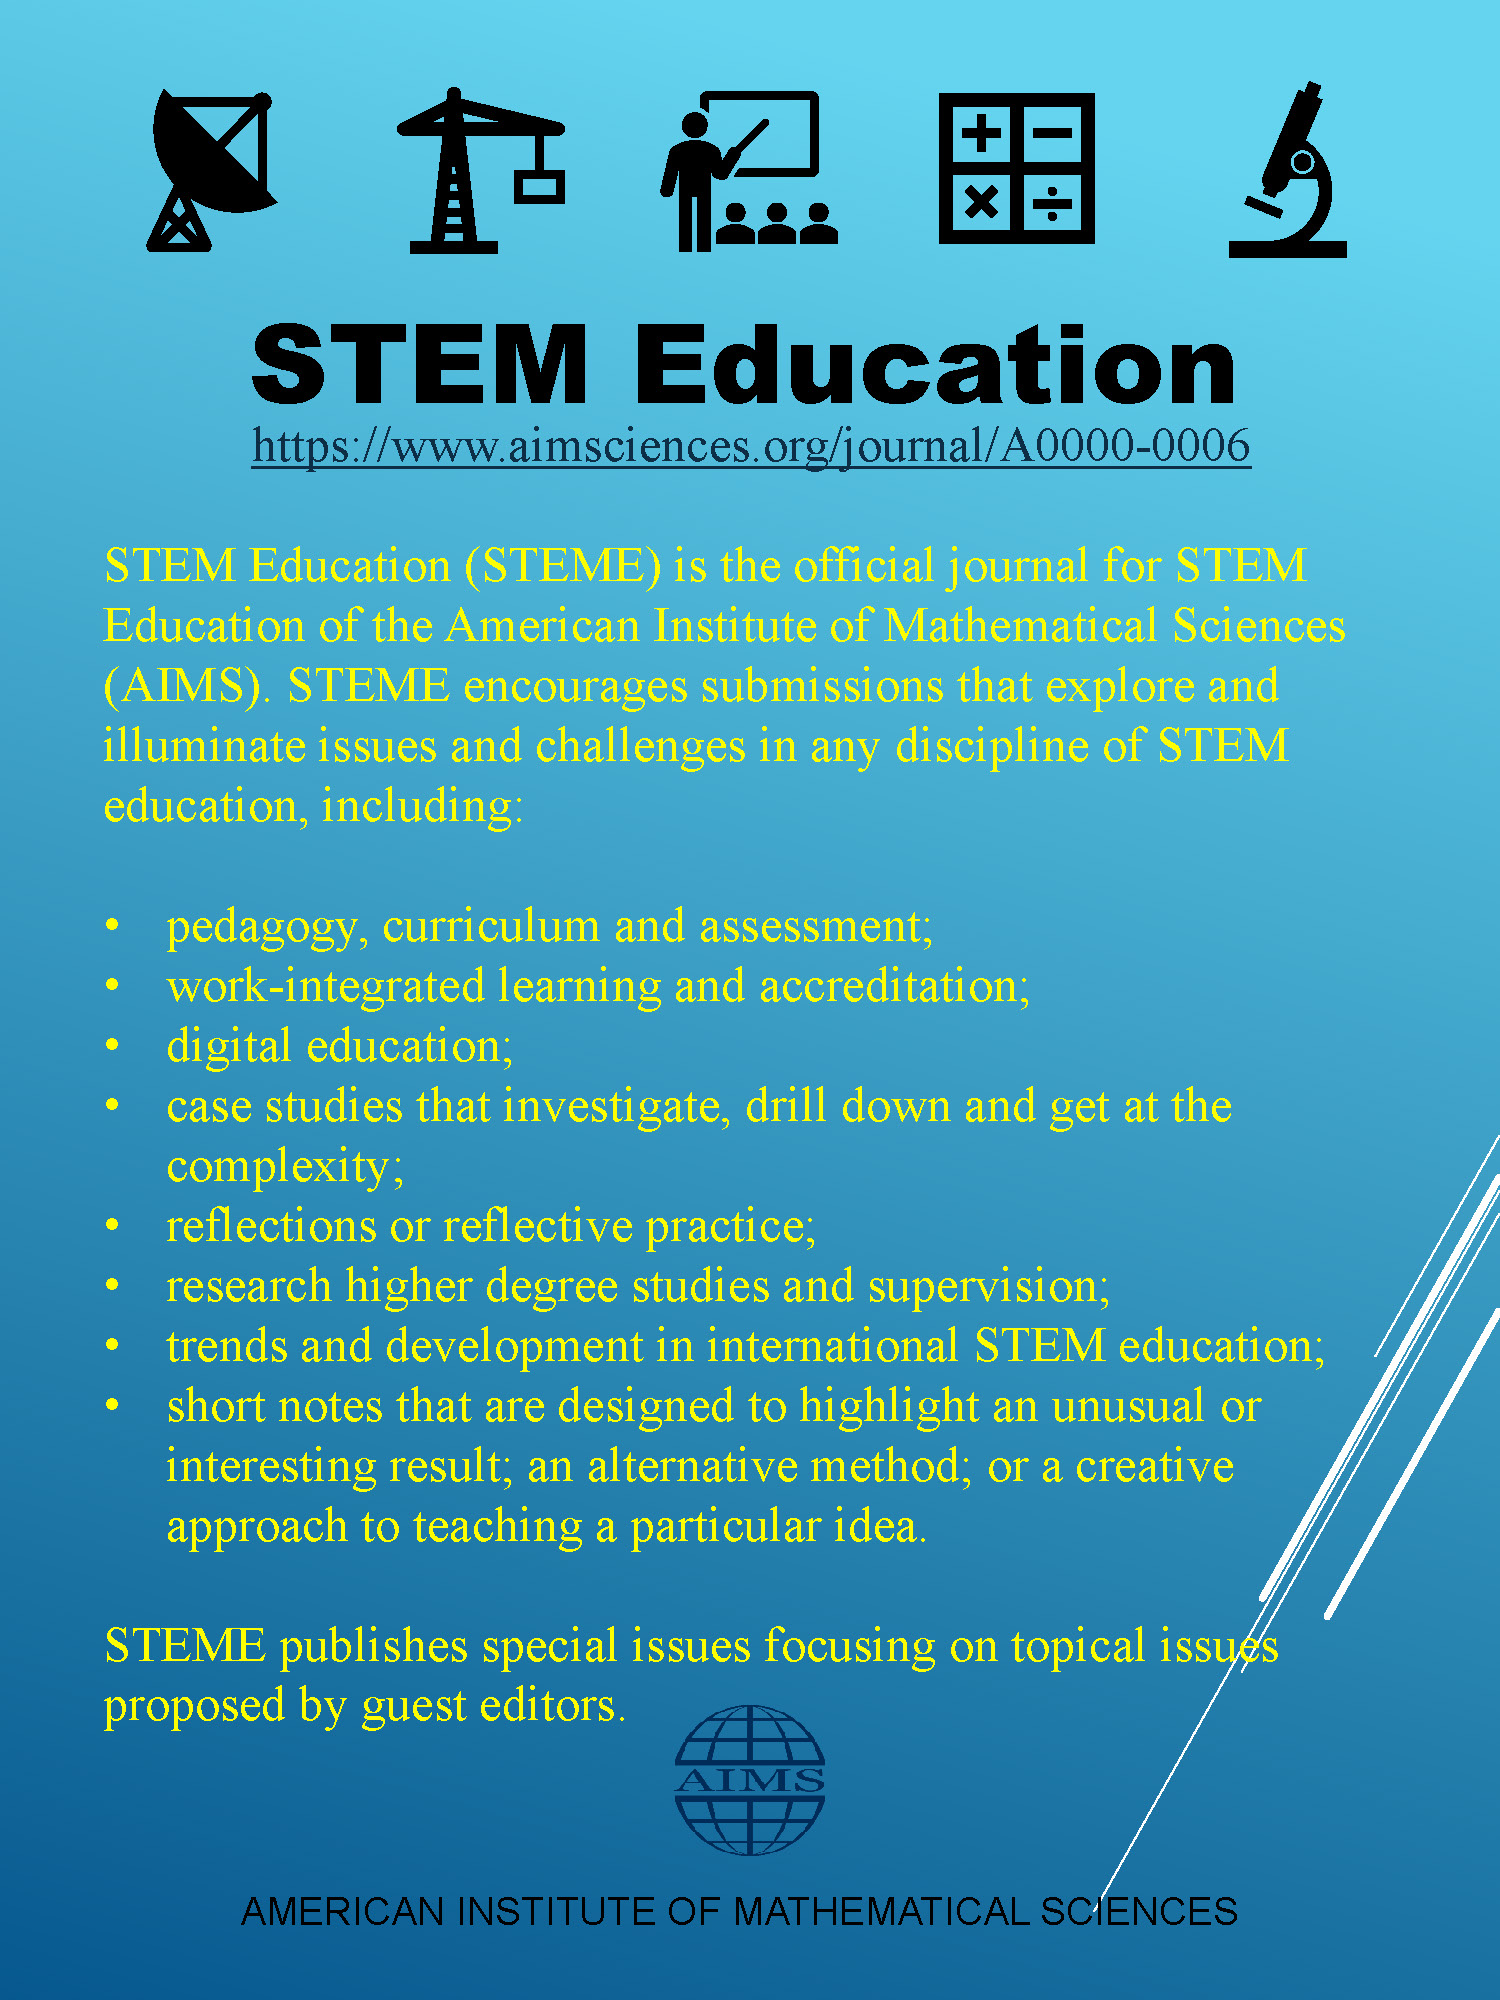 STEM Education
https://www.aimsciences.org/journal/A0000-0006
STEM Education (STEME) is the official journal for STEM
Education of the American Institute of Mathematical Sciences
(AIMS). STEME encourages submissions that explore and
illuminate issues and challenges in any discipline of STEM
education, including:
• pedagogy, curriculum and assessment;
• work-integrated learning and accreditation;
• digital education;
• case studies that investigate, drill down and get at the
complexity;
• reflections or reflective practice;
• research higher degree studies and supervision;
• trends and development in international STEM education;
• short notes that are designed to highlight an unusual or
interesting result; an alternative method; or a creative
approach to teaching a particular idea.
STEME publishes special issues focusing on topical issues
proposed by guest editors.
AIMS
AMERICAN INSTITUTE OF MATHEMATICAL SCIENCES